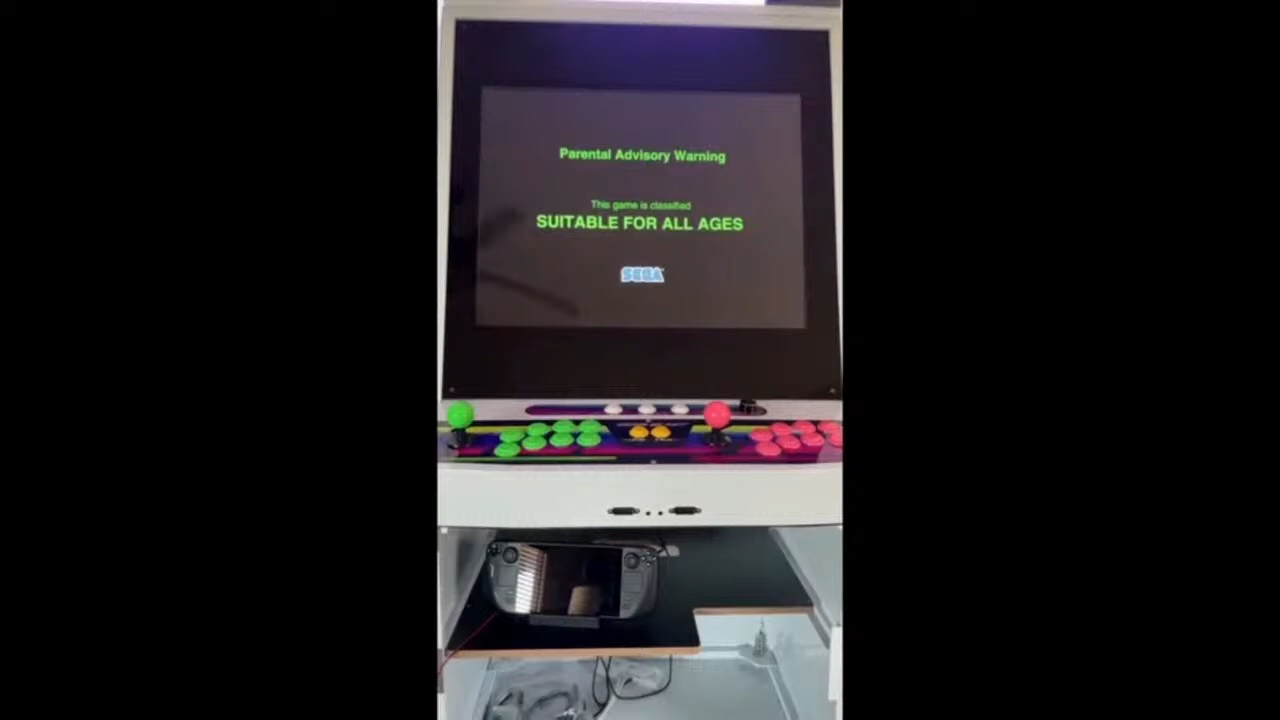 Parental Advisory Warning
This game is classified
SUITABLE FOR ALL AGES
SEGA